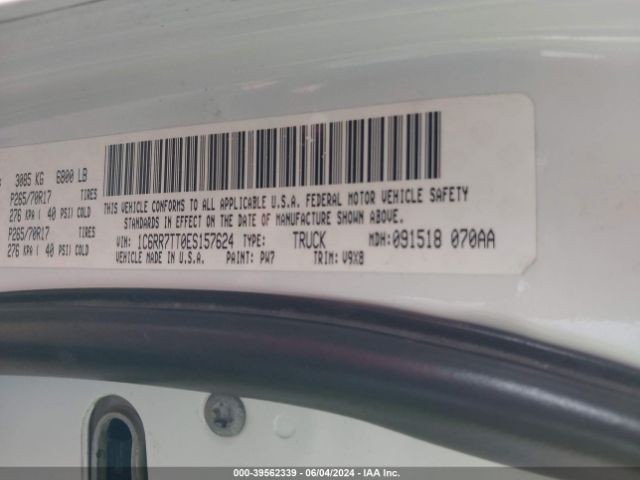 3085 KG 6800 LB
P265/70R17 TIRES
276 KPA ( 40 PSI) COLD
P265/70R17 TIRES
276 KPA ( 40 PSI) COLD
THIS VEHICLE CONFORMS TO ALL APPLICABLE U.S.A. FEDERAL MOTOR VEHICLE SAFETY
STANDARDS IN EFFECT ON THE DATE OF MANUFACTURE SHOWN ABOVE.
VIN: 1C6RR7TT0ES157624 TYPE: TRUCK MDH:091518 070AA
VEHICLE MADE IN U.S.A. PAINT: PW7 TRIM: V9X8
000-39562339 | 06/04/2024 | IAA Inc.